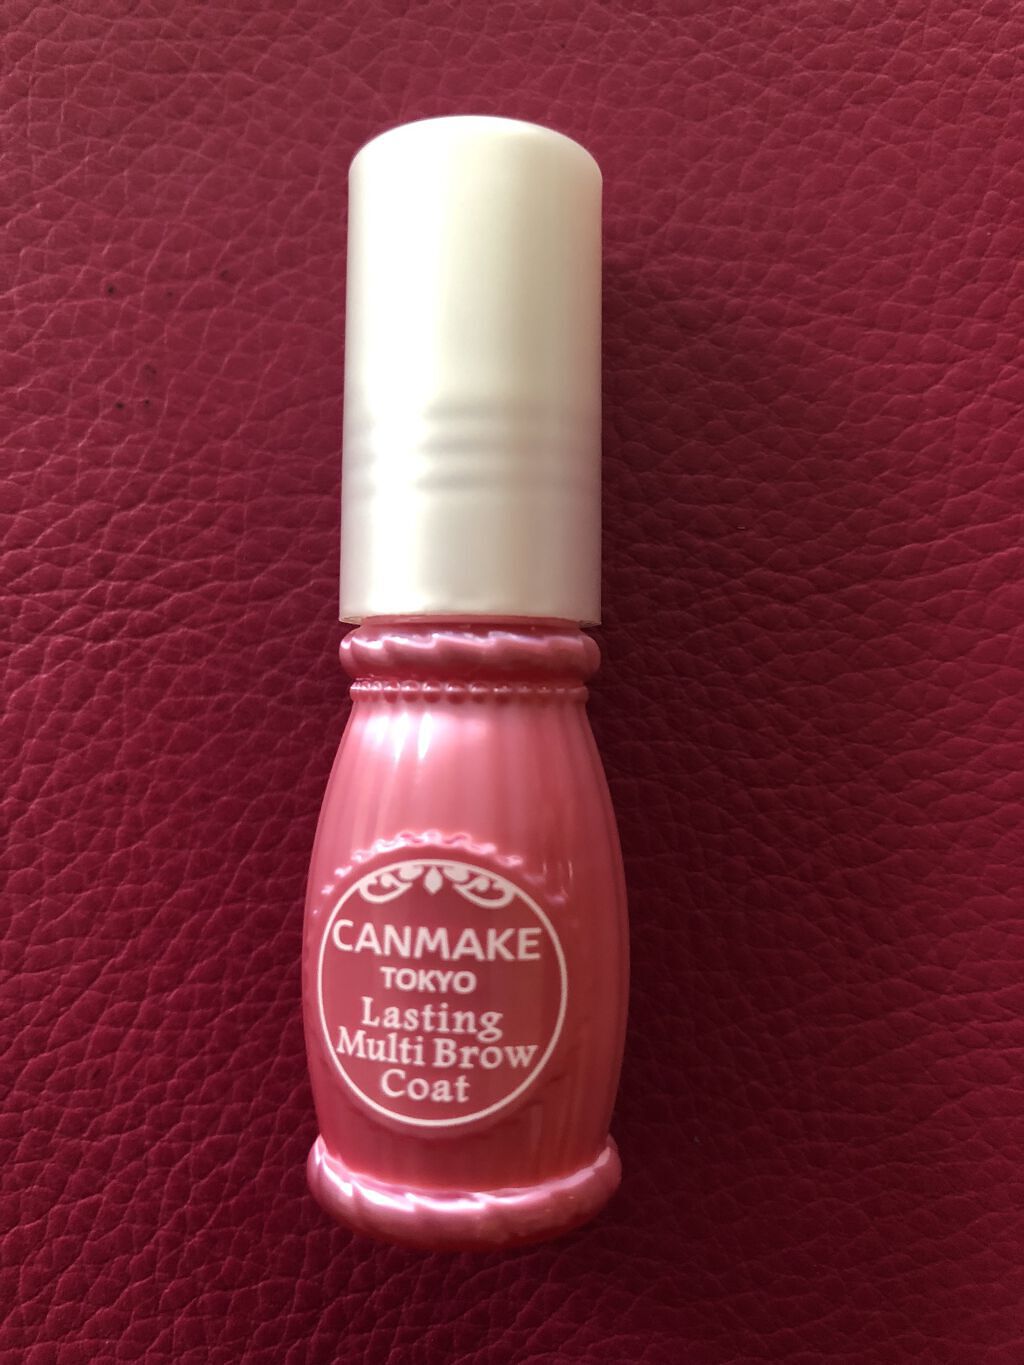 CANMAKE
TOKYO
Lasting
Multi Brow
Coat